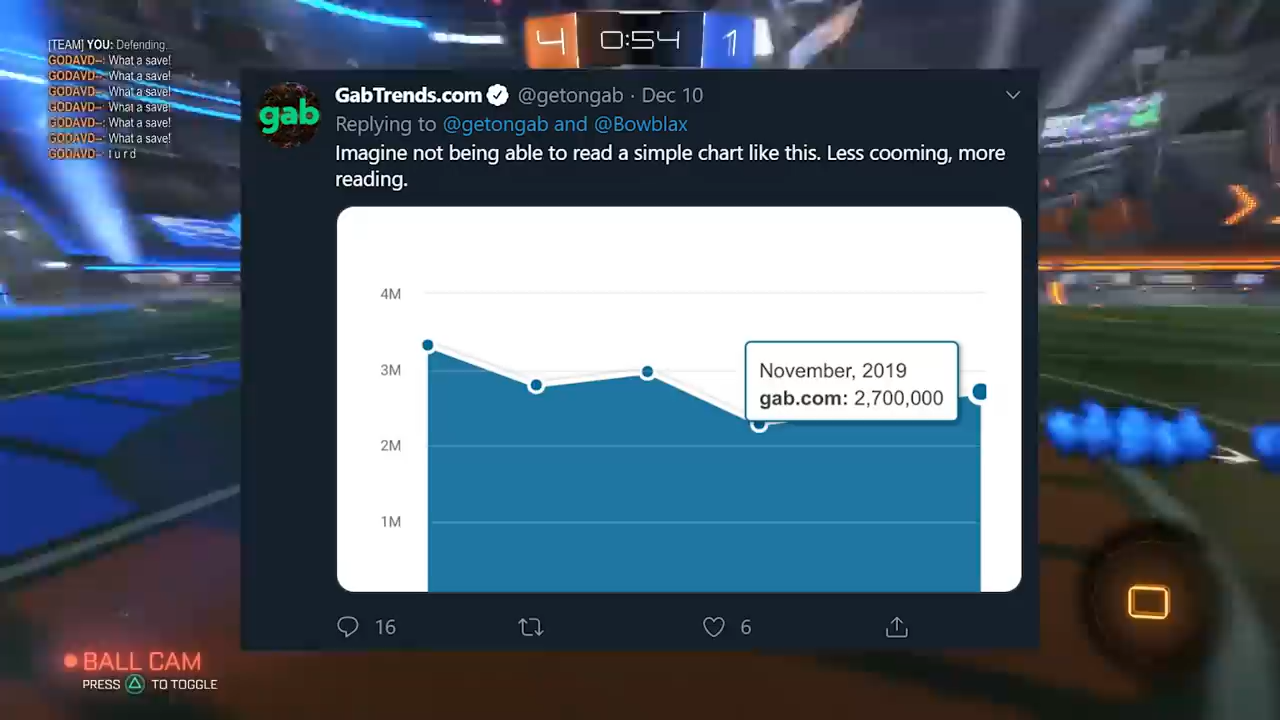 4 0:54 1
[TEAM] YOU: Defending...
GODAVD--: What a save!
GODAVD--: What a save!
GODAVD--: What a save!
GODAVD--: What a save!
GODAVD--: What a save!
GODAVD--: What a save!
GODAVD--: I u r d
gab
GabTrends.com @getongab · Dec 10
Replying to @getongab and @Bowblax
Imagine not being able to read a simple chart like this. Less cooming, more
reading.
4M
3M
2M
1M
November, 2019
gab.com: 2,700,000
16 6
BALL CAM
PRESS TO TOGGLE